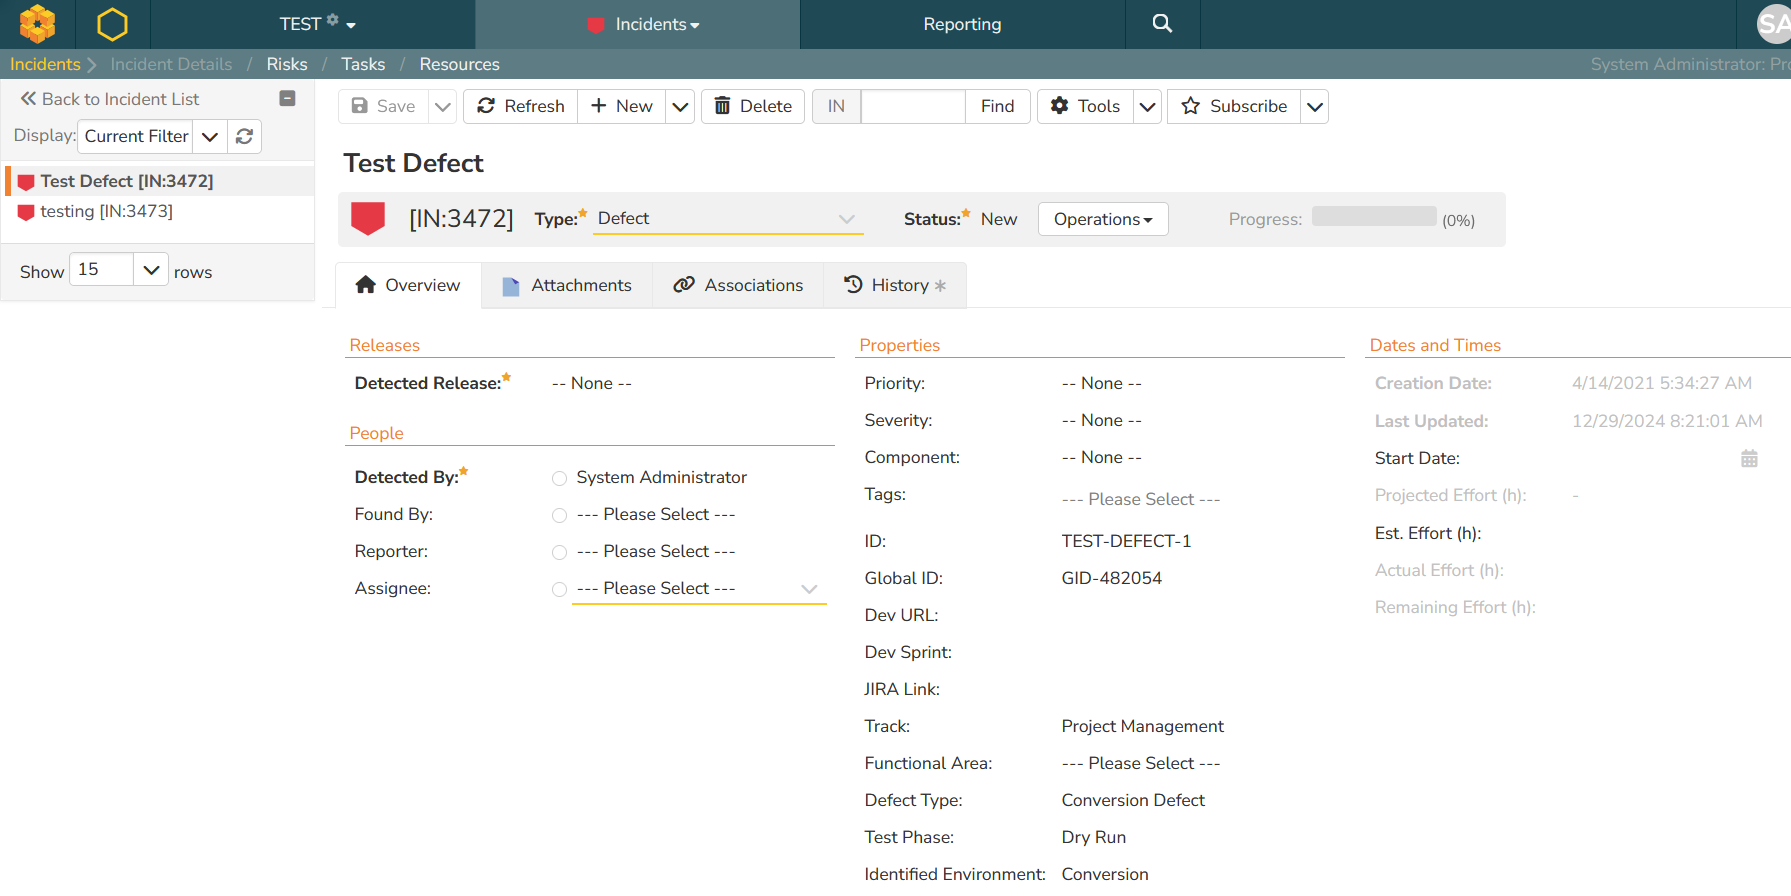 TEST
Incidents
Reporting
SA
Incidents
Incident Details / Risks / Tasks / Resources
System Administrator: Pro
Back to Incident List
Display: Current Filter
Test Defect [IN:3472]
testing [IN:3473]
Show 15 rows
Save
Refresh
New
Delete
IN
Find
Tools
Subscribe
Test Defect
[IN:3472] Type: Defect Status: New Operations Progress: (0%)
Overview
Attachments
Associations
History
Releases
Detected Release: -- None --
People
Detected By: System Administrator
Found By: --- Please Select ---
Reporter: --- Please Select ---
Assignee: --- Please Select ---
Properties
Priority: -- None --
Severity: -- None --
Component: -- None --
Tags: --- Please Select ---
ID: TEST-DEFECT-1
Global ID: GID-482054
Dev URL:
Dev Sprint:
JIRA Link:
Track: Project Management
Functional Area: --- Please Select ---
Defect Type: Conversion Defect
Test Phase: Dry Run
Identified Environment: Conversion
Dates and Times
Creation Date: 4/14/2021 5:34:27 AM
Last Updated: 12/29/2024 8:21:01 AM
Start Date:
Projected Effort (h): -
Est. Effort (h):
Actual Effort (h):
Remaining Effort (h):